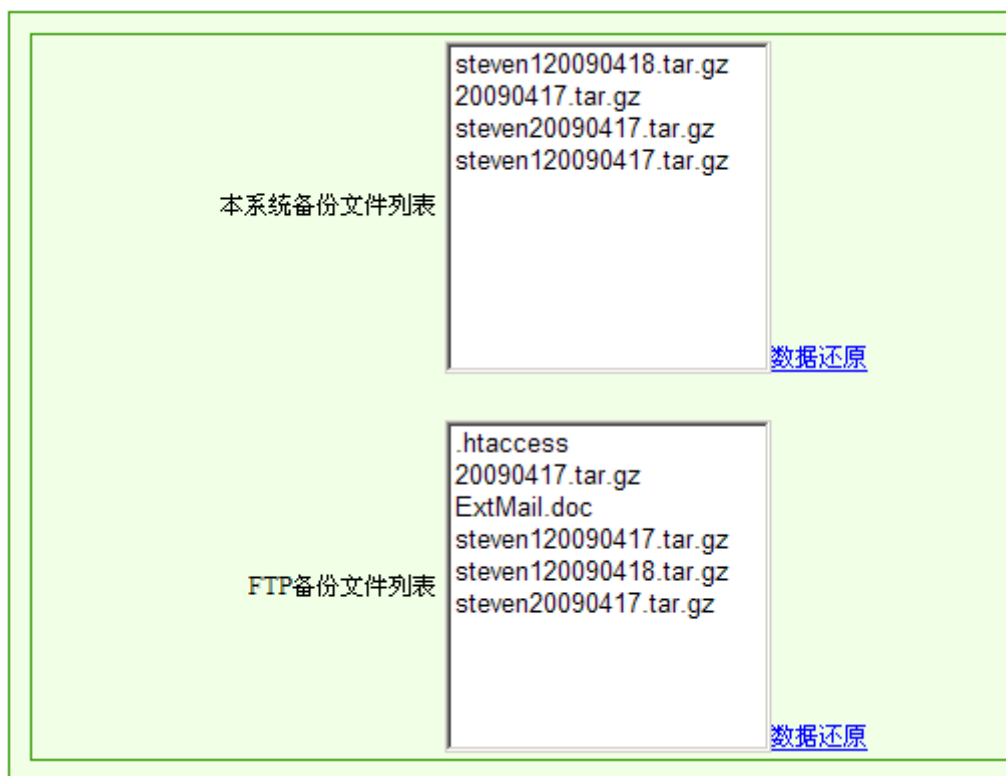 steven120090418.tar.gz
20090417.tar.gz
steven20090417.tar.gz
steven120090417.tar.gz
本系统备份文件列表
数据还原
.htaccess
20090417.tar.gz
ExtMail.doc
steven120090417.tar.gz
steven120090418.tar.gz
steven20090417.tar.gz
FTP备份文件列表
数据还原